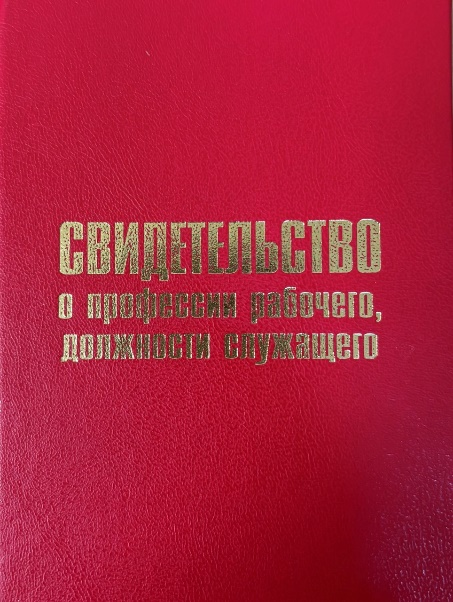 СВИДЕТЕЛЬСТВО
о профессии рабочего,
должности служащего